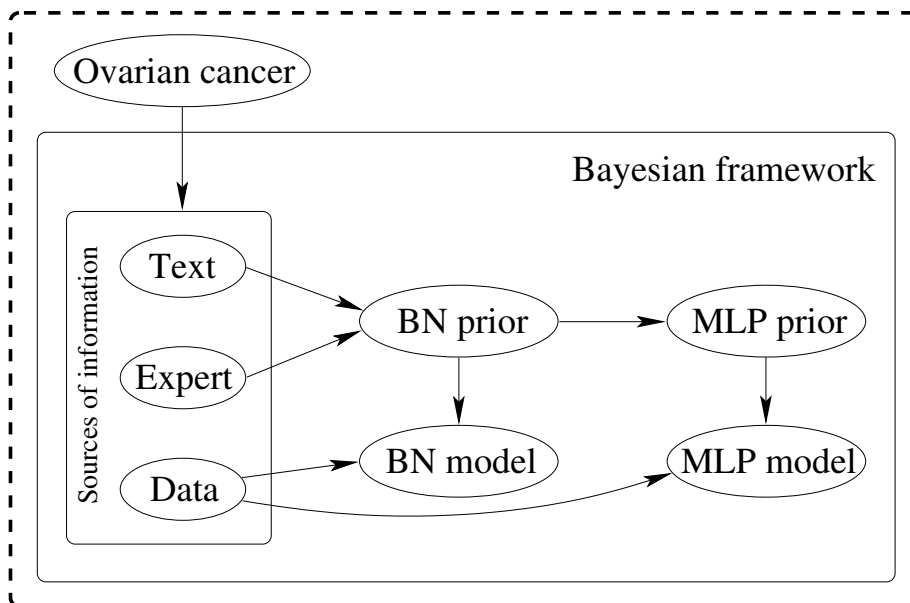 Ovarian cancer
Bayesian framework
Sources of information
Text
Expert
Data
BN prior
MLP prior
BN model
MLP model